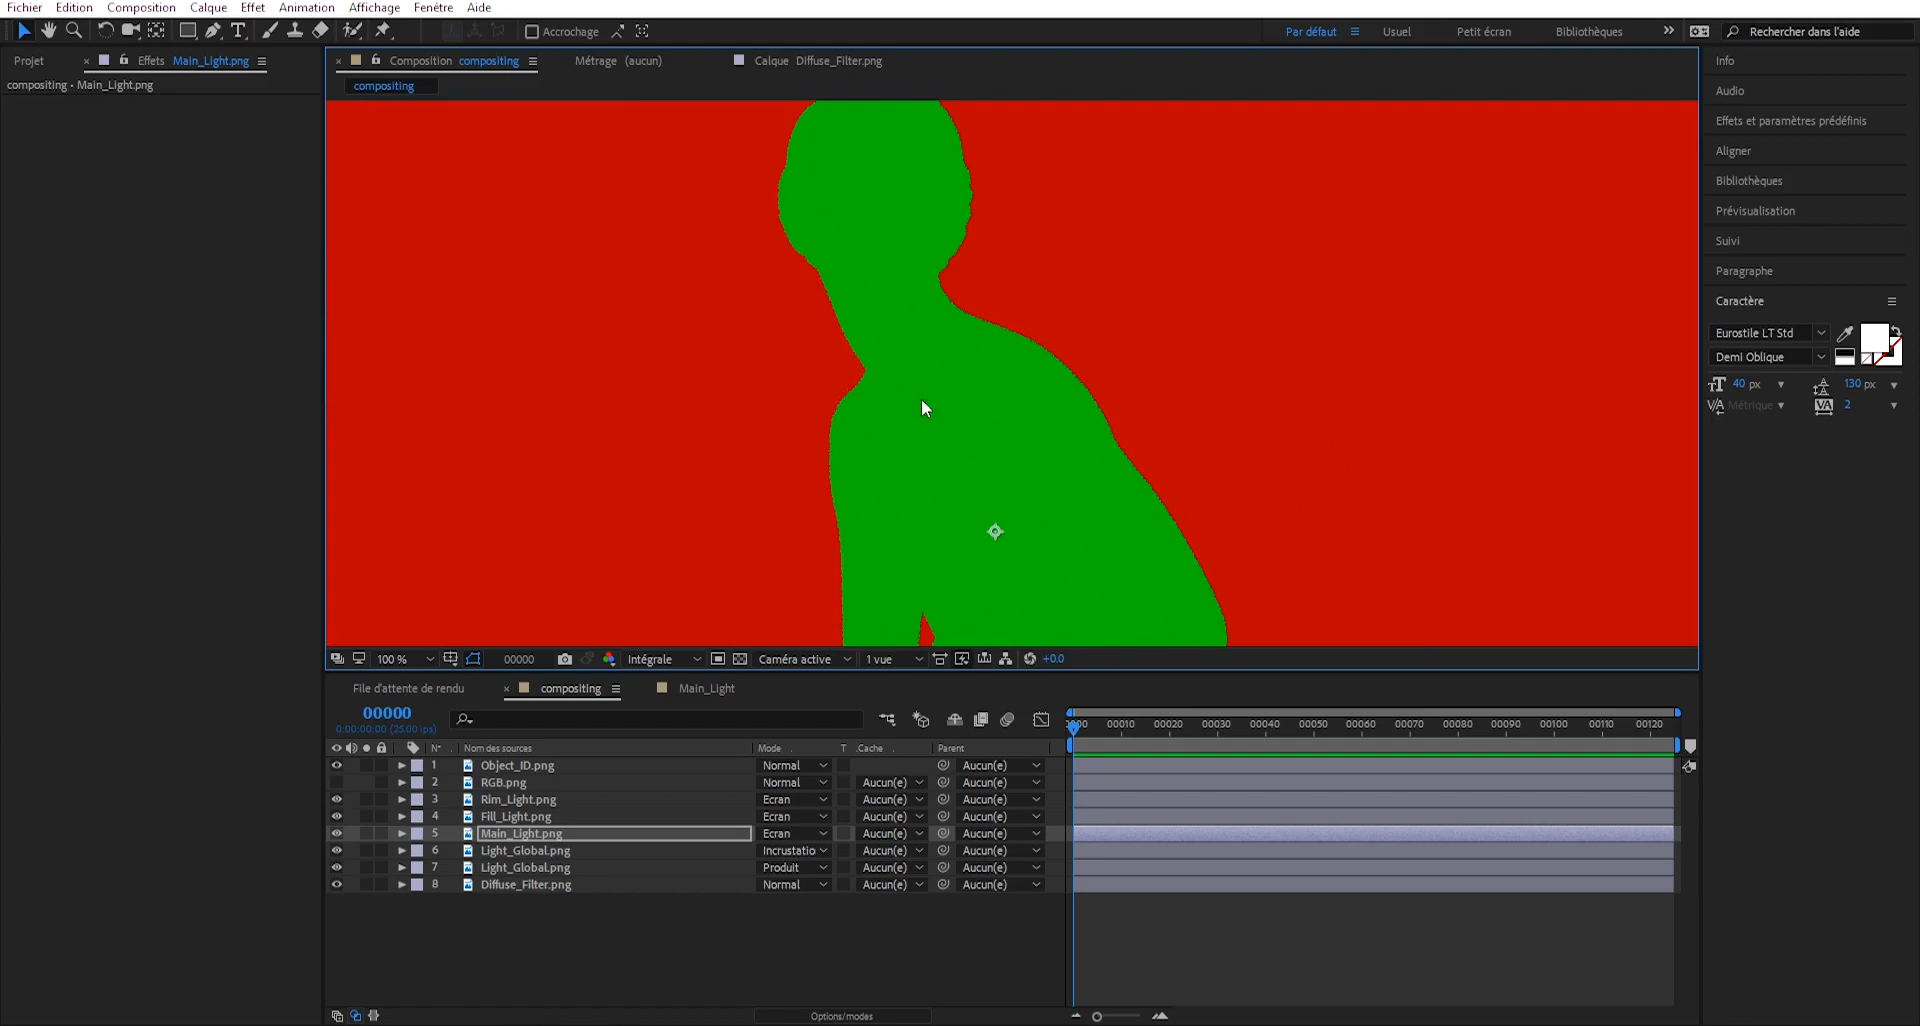 Fichier Edition Composition Calque Effet Animation Affichage Fenêtre Aide
Accrochage Par défaut Usuel Petit écran Bibliothèques Rechercher dans l'aide
Projet Effets Main_Light.png Composition compositing Métrage (aucun) Calque Diffuse_Filter.png
compositing • Main_Light.png
compositing
Info
Audio
Effets et paramètres prédéfinis
Aligner
Bibliothèques
Prévisualisation
Suivi
Paragraphe
Caractère
Eurostile LT Std
Demi Oblique
40 px 130 px
Métrique 2
100 % 00000 Intégrale Caméra active 1 vue +0.0
File d'attente de rendu compositing Main_Light
00000
0:00:00:00 (25.00 ips)
00010 00020 00030 00040 00050 00060 00070 00080 00090 00100 00110 00120
N° Nom des sources Mode T .Cache Parent
1 Object_ID.png Normal Aucun(e)
2 RGB.png Normal Aucun(e) Aucun(e)
3 Rim_Light.png Ecran Aucun(e) Aucun(e)
4 Fill_Light.png Ecran Aucun(e) Aucun(e)
5 Main_Light.png Ecran Aucun(e) Aucun(e)
6 Light_Global.png Incrustatio Aucun(e) Aucun(e)
7 Light_Global.png Produit Aucun(e) Aucun(e)
8 Diffuse_Filter.png Normal Aucun(e) Aucun(e)
Options/modes